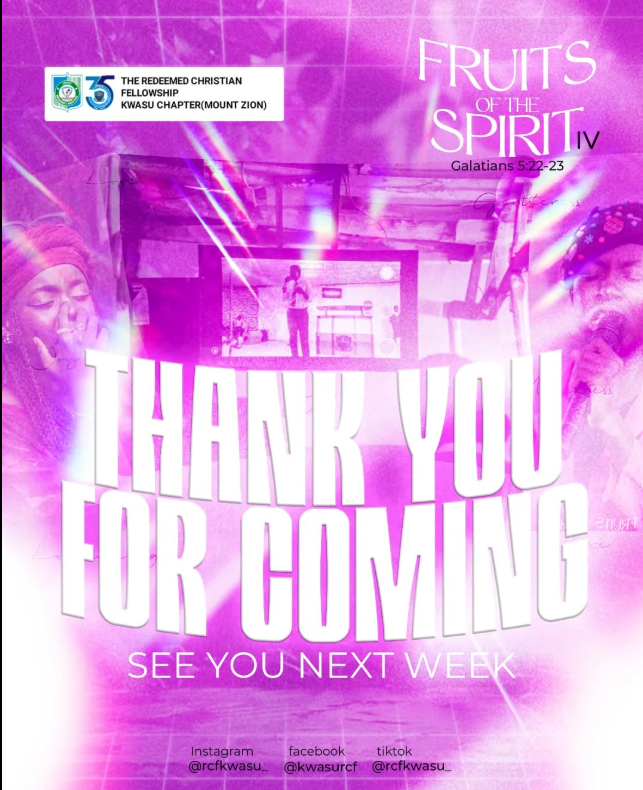 THE REDEEMED CHRISTIAN
FELLOWSHIP
KWASU CHAPTER(MOUNT ZION)
35
FRUITS
OF THE
SPIRIT IV
Galatians 5:22-23
THANK YOU
FOR COMING
SEE YOU NEXT WEEK
Instagram facebook tiktok
@rcfkwasu_ @kwasurcf @rcfkwasu_